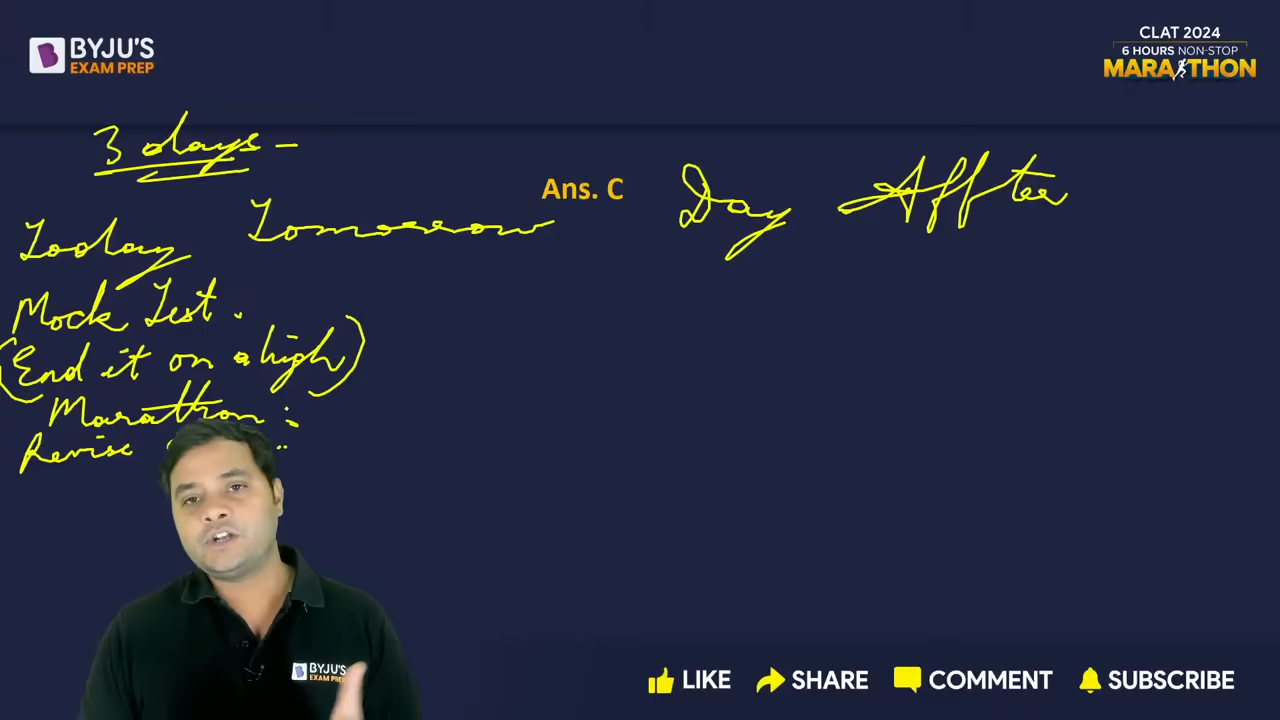 BYJU'S
EXAM PREP
CLAT 2024
6 HOURS NON-STOP
MARATHON
3 days -
Ans. C
Day Affter
Today Tomorrow
Mock Test.
(End it on a high)
Marathon :
Revise
BYJU'S
EXAM PREP
LIKE SHARE COMMENT SUBSCRIBE